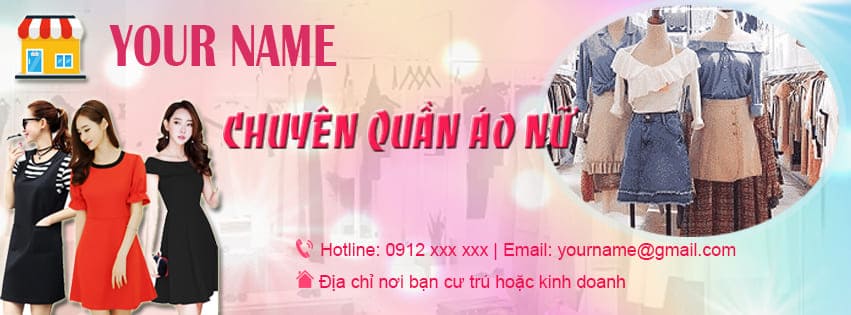 YOUR NAME
CHUYÊN QUẦN ÁO NỮ
Hotline: 0912 xxx xxx | Email: yourname@gmail.com
Địa chỉ nơi bạn cư trú hoặc kinh doanh